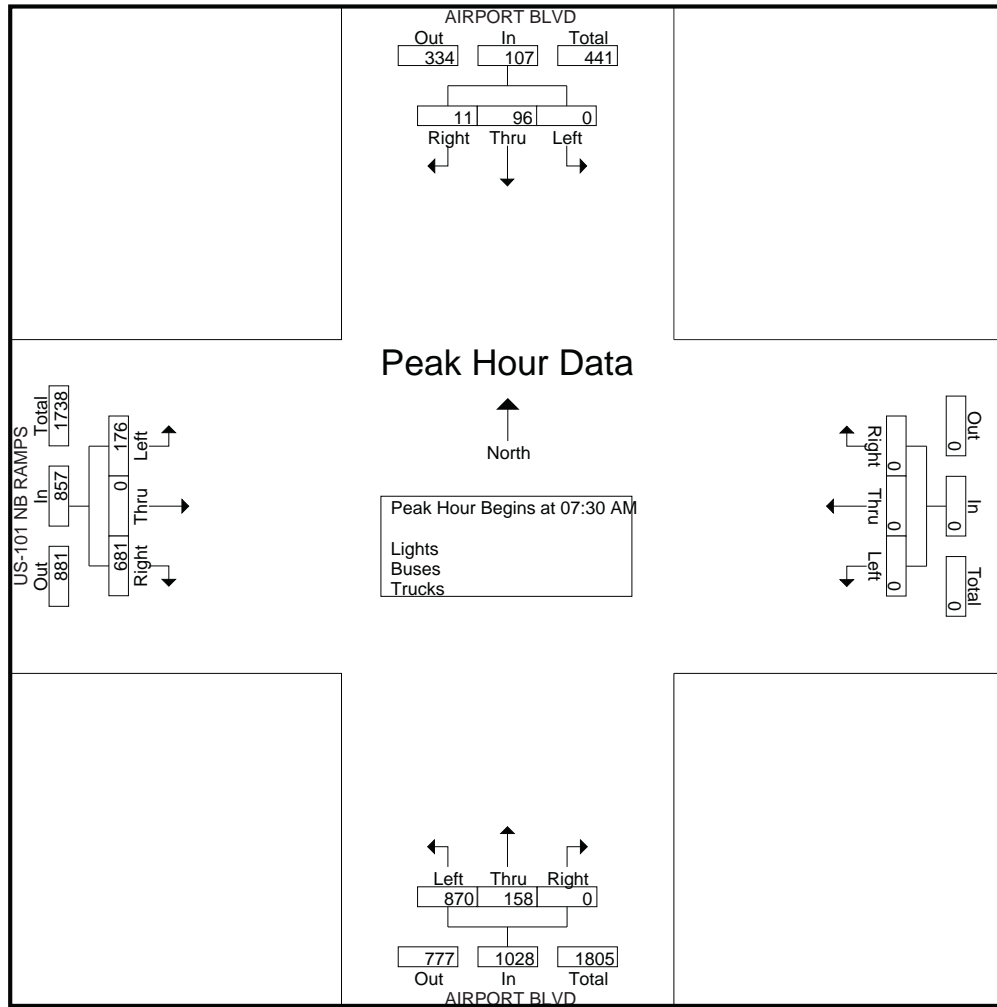 AIRPORT BLVD
Out In Total
334 107 441
11 96 0
Right Thru Left
Peak Hour Data
North
Peak Hour Begins at 07:30 AM
Lights
Buses
Trucks
US-101 NB RAMPS
Total In Out
1738 857 881
176 0 681
Left Thru Right
Right Thru Left
0 0 0
Out In Total
0 0 0
Left Thru Right
870 158 0
777 1028 1805
Out In Total
AIRPORT BLVD